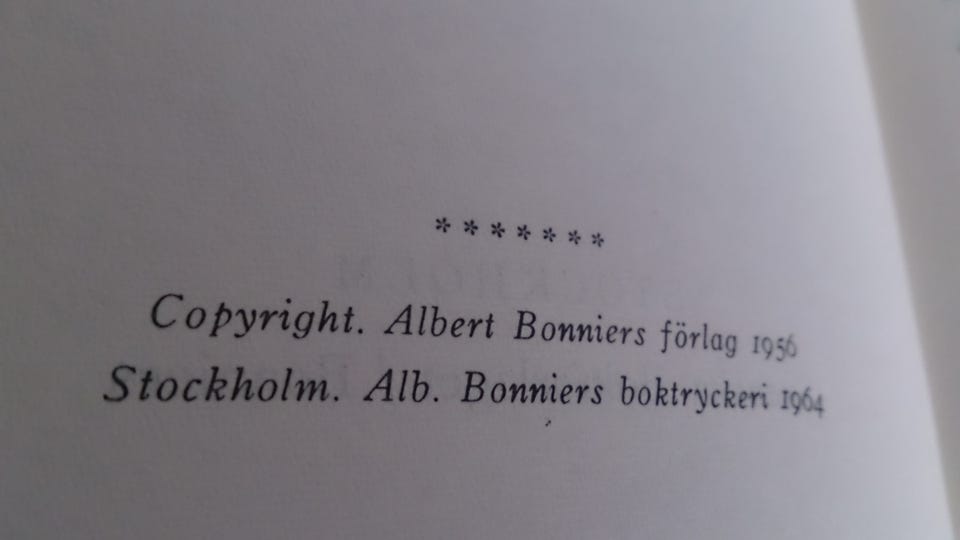 * * * * * * *
Copyright. Albert Bonniers förlag 1956
Stockholm. Alb. Bonniers boktryckeri 1964